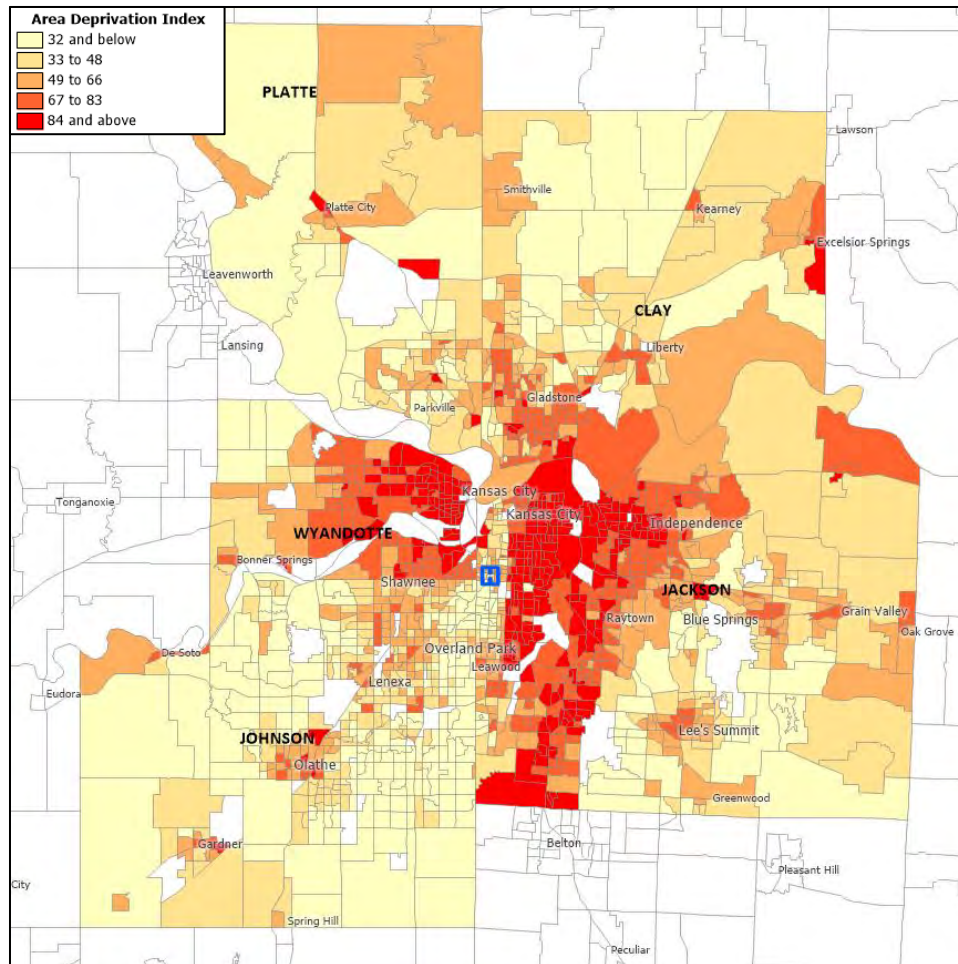 Area Deprivation Index
32 and below
33 to 48
49 to 66
67 to 83
84 and above
PLATTE
Lawson
Smithville
Platte City
Kearney
Excelsior Springs
Leavenworth
CLAY
Lansing
Liberty
Gladstone
Parkville
Kansas City
Tonganoxie
Kansas City
Independence
WYANDOTTE
Bonner Springs
H
Shawnee
JACKSON
Grain Valley
Raytown
Blue Springs
Oak Grove
Overland Park
De Soto
Leawood
Eudora
Lenexa
Lee's Summit
JOHNSON
Olathe
Greenwood
Gardner
Belton
Pleasant Hill
City
Spring Hill
Peculiar